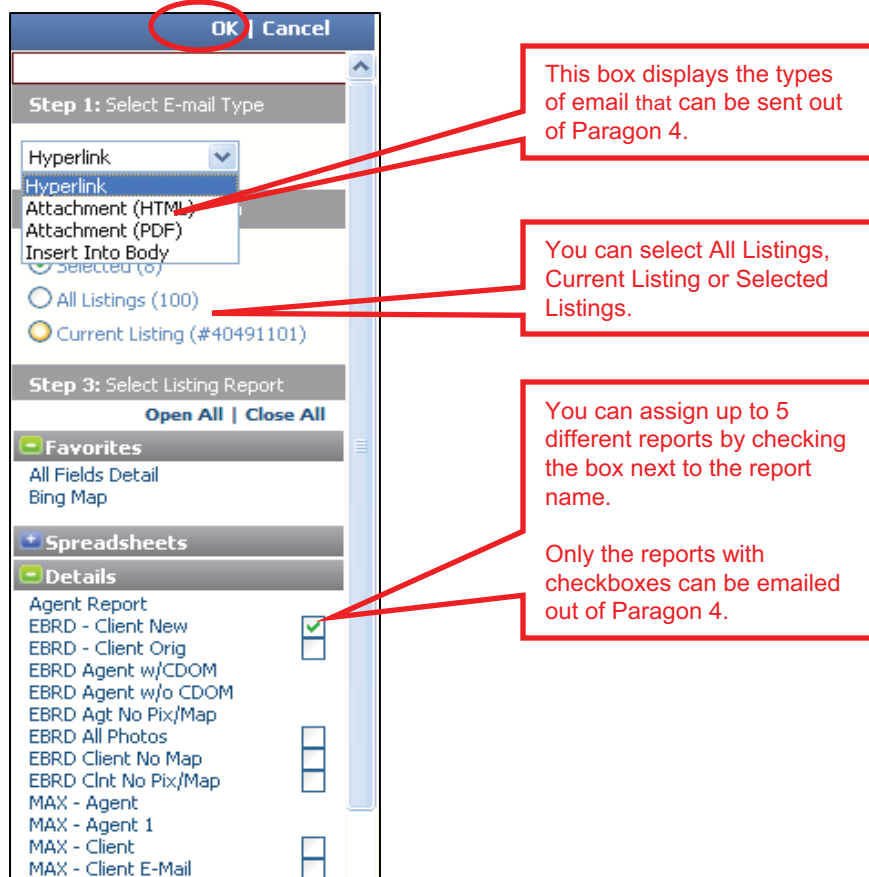 OK | Cancel
Step 1: Select E-mail Type
Hyperlink
Hyperlink
Attachment (HTML)
Attachment (PDF)
Insert Into Body
Selected (8)
All Listings (100)
Current Listing (#40491101)
Step 3: Select Listing Report
Open All | Close All
Favorites
All Fields Detail
Bing Map
Spreadsheets
Details
Agent Report
EBRD - Client New
EBRD - Client Orig
EBRD Agent w/CDOM
EBRD Agent w/o CDOM
EBRD Agt No Pix/Map
EBRD All Photos
EBRD Client No Map
EBRD Clnt No Pix/Map
MAX - Agent
MAX - Agent 1
MAX - Client
MAX - Client E-Mail
This box displays the types
of email that can be sent out
of Paragon 4.
You can select All Listings,
Current Listing or Selected
Listings.
You can assign up to 5
different reports by checking
the box next to the report
name.
Only the reports with
checkboxes can be emailed
out of Paragon 4.